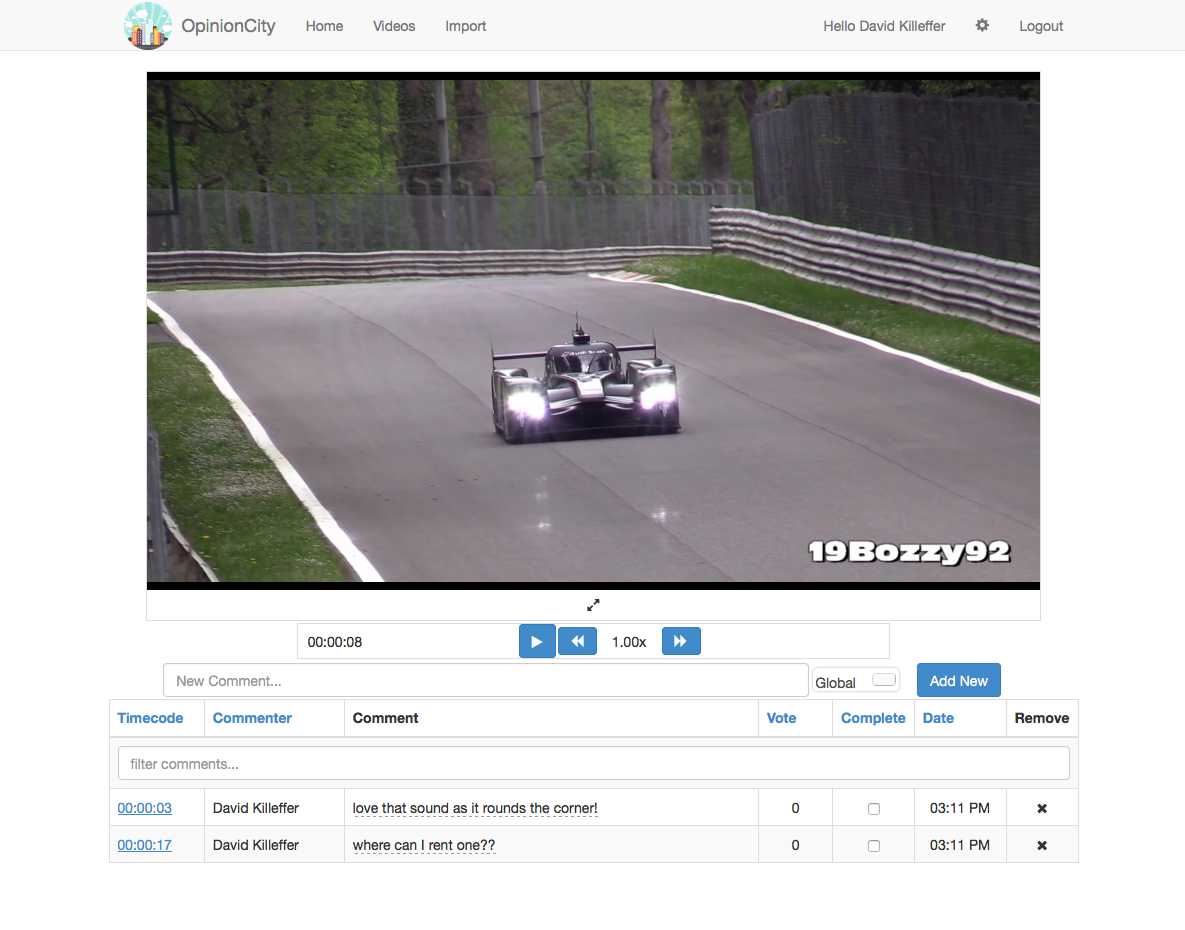 OpinionCity Home Videos Import Hello David Killeffer Logout
Audi Sport
19Bozzy92
00:00:08 1.00x
New Comment... Global Add New
Timecode Commenter Comment Vote Complete Date Remove
filter comments...
00:00:03 David Killeffer love that sound as it rounds the corner! 0 03:11 PM
00:00:17 David Killeffer where can I rent one?? 0 03:11 PM